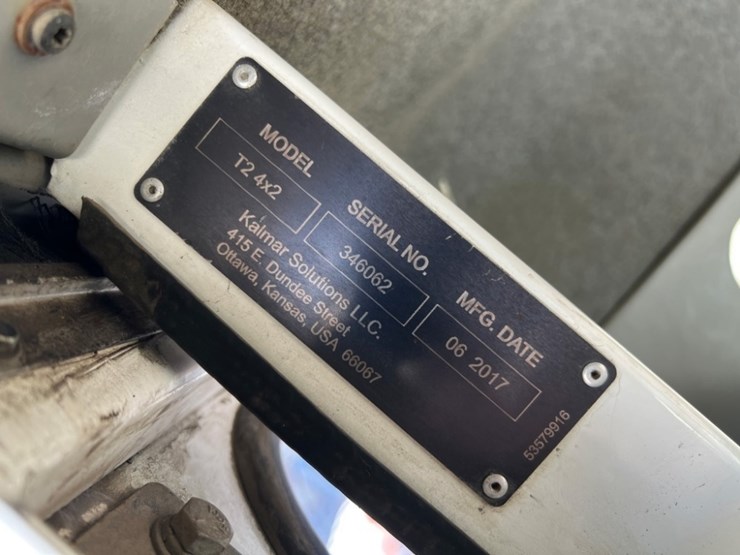 MODEL
T2 4x2
SERIAL NO.
346062
MFG. DATE
06 2017
Kalmar Solutions LLC.
415 E. Dundee Street
Ottawa, Kansas, USA 66067
53579916